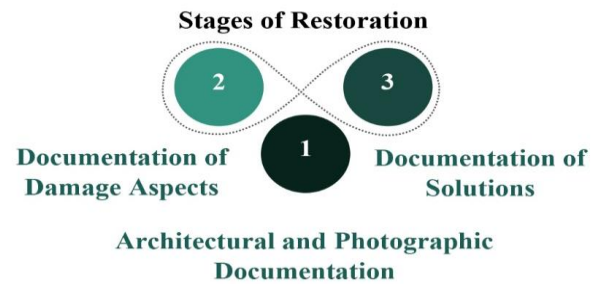 Stages of Restoration
2
3
1
Documentation of
Damage Aspects
Documentation of
Solutions
Architectural and Photographic
Documentation